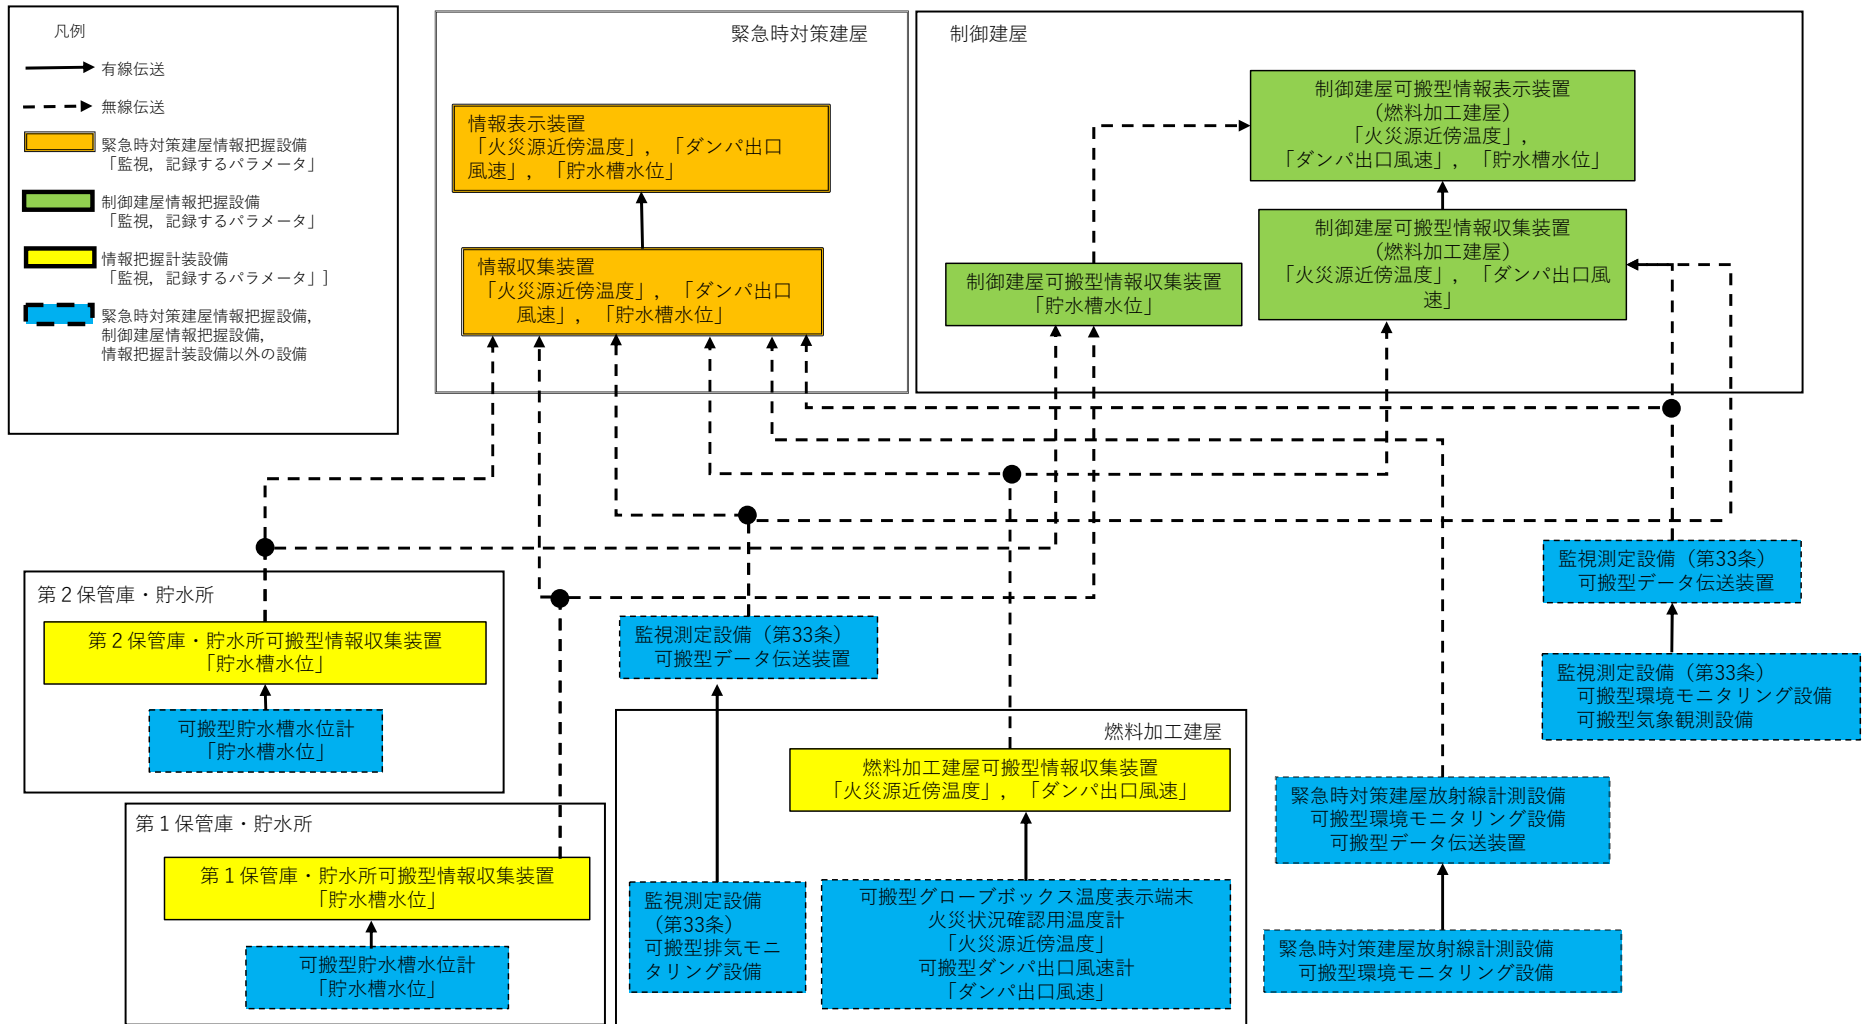 凡例
有線伝送
無線伝送
緊急時対策建屋情報把握設備
「監視，記録するパラメータ」
制御建屋情報把握設備
「監視，記録するパラメータ」
情報把握計装設備
「監視，記録するパラメータ」］
緊急時対策建屋情報把握設備，
制御建屋情報把握設備，
情報把握計装設備以外の設備
緊急時対策建屋
情報表示装置
「火災源近傍温度」，「ダンパ出口
風速」，「貯水槽水位」
情報収集装置
「火災源近傍温度」，「ダンパ出口
風速」，「貯水槽水位」
制御建屋
制御建屋可搬型情報表示装置
（燃料加工建屋）
「火災源近傍温度」，
「ダンパ出口風速」，「貯水槽水位」
制御建屋可搬型情報収集装置
（燃料加工建屋）
「火災源近傍温度」，「ダンパ出口風
速」
制御建屋可搬型情報収集装置
「貯水槽水位」
第２保管庫・貯水所
第２保管庫・貯水所可搬型情報収集装置
「貯水槽水位」
可搬型貯水槽水位計
「貯水槽水位」
第１保管庫・貯水所
第１保管庫・貯水所可搬型情報収集装置
「貯水槽水位」
可搬型貯水槽水位計
「貯水槽水位」
監視測定設備（第33条）
可搬型データ伝送装置
監視測定設備
（第33条）
可搬型排気モニ
タリング設備
燃料加工建屋
燃料加工建屋可搬型情報収集装置
「火災源近傍温度」，「ダンパ出口風速」
可搬型グローブボックス温度表示端末
火災状況確認用温度計
「火災源近傍温度」
可搬型ダンパ出口風速計
「ダンパ出口風速」
監視測定設備（第33条）
可搬型データ伝送装置
監視測定設備（第33条）
可搬型環境モニタリング設備
可搬型気象観測設備
緊急時対策建屋放射線計測設備
可搬型環境モニタリング設備
可搬型データ伝送装置
緊急時対策建屋放射線計測設備
可搬型環境モニタリング設備